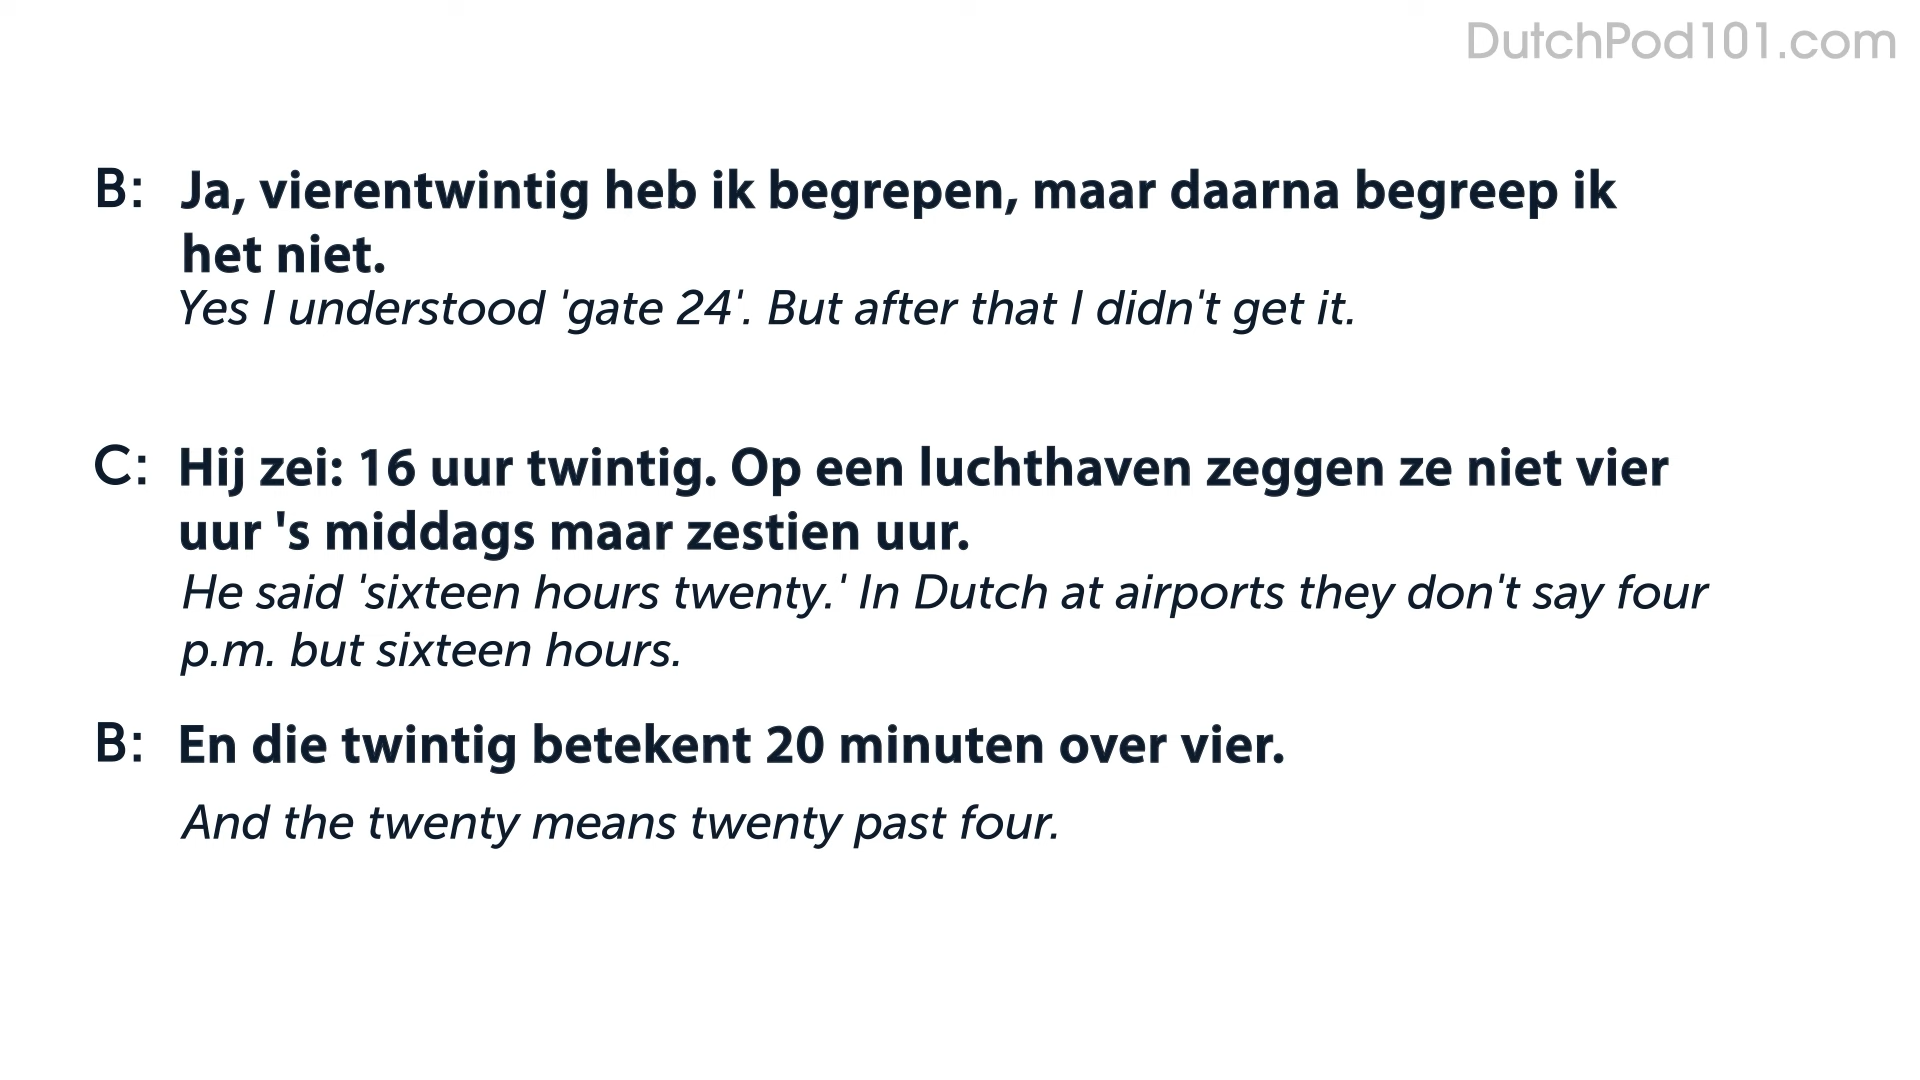 DutchPod101.com
B: Ja, vierentwintig heb ik begrepen, maar daarna begreep ik
het niet.
Yes I understood 'gate 24'. But after that I didn't get it.
C: Hij zei: 16 uur twintig. Op een luchthaven zeggen ze niet vier
uur 's middags maar zestien uur.
He said 'sixteen hours twenty.' In Dutch at airports they don't say four
p.m. but sixteen hours.
B: En die twintig betekent 20 minuten over vier.
And the twenty means twenty past four.